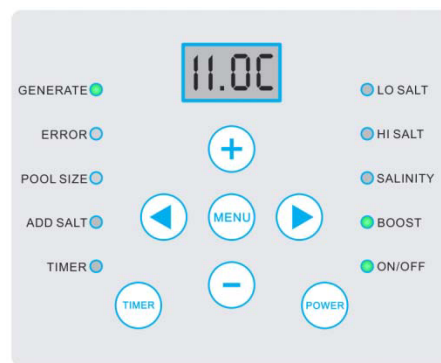 11.0C
GENERATE
LO SALT
ERROR
HI SALT
POOL SIZE
SALINITY
MENU
ADD SALT
BOOST
TIMER
ON/OFF
TIMER
POWER